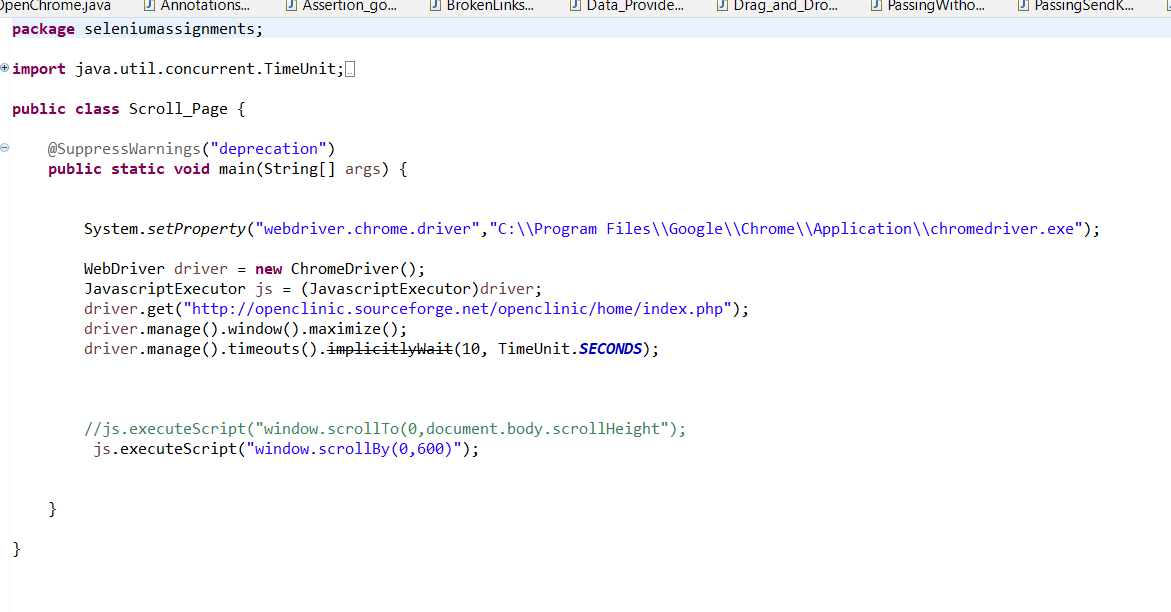 OpenChrome.java Annotations... Assertion_go... BrokenLinks... Data_Provide... Drag_and_Dro... PassingWitho... PassingSendK...
package seleniumassignments;
import java.util.concurrent.TimeUnit;
public class Scroll_Page {
@SuppressWarnings("deprecation")
public static void main(String[] args) {
System.setProperty("webdriver.chrome.driver","C:\\Program Files\\Google\\Chrome\\Application\\chromedriver.exe");
WebDriver driver = new ChromeDriver();
JavascriptExecutor js = (JavascriptExecutor)driver;
driver.get("http://openclinic.sourceforge.net/openclinic/home/index.php");
driver.manage().window().maximize();
driver.manage().timeouts().implicitlyWait(10, TimeUnit.SECONDS);
//js.executeScript("window.scrollTo(0,document.body.scrollHeight");
js.executeScript("window.scrollBy(0,600)");
}
}